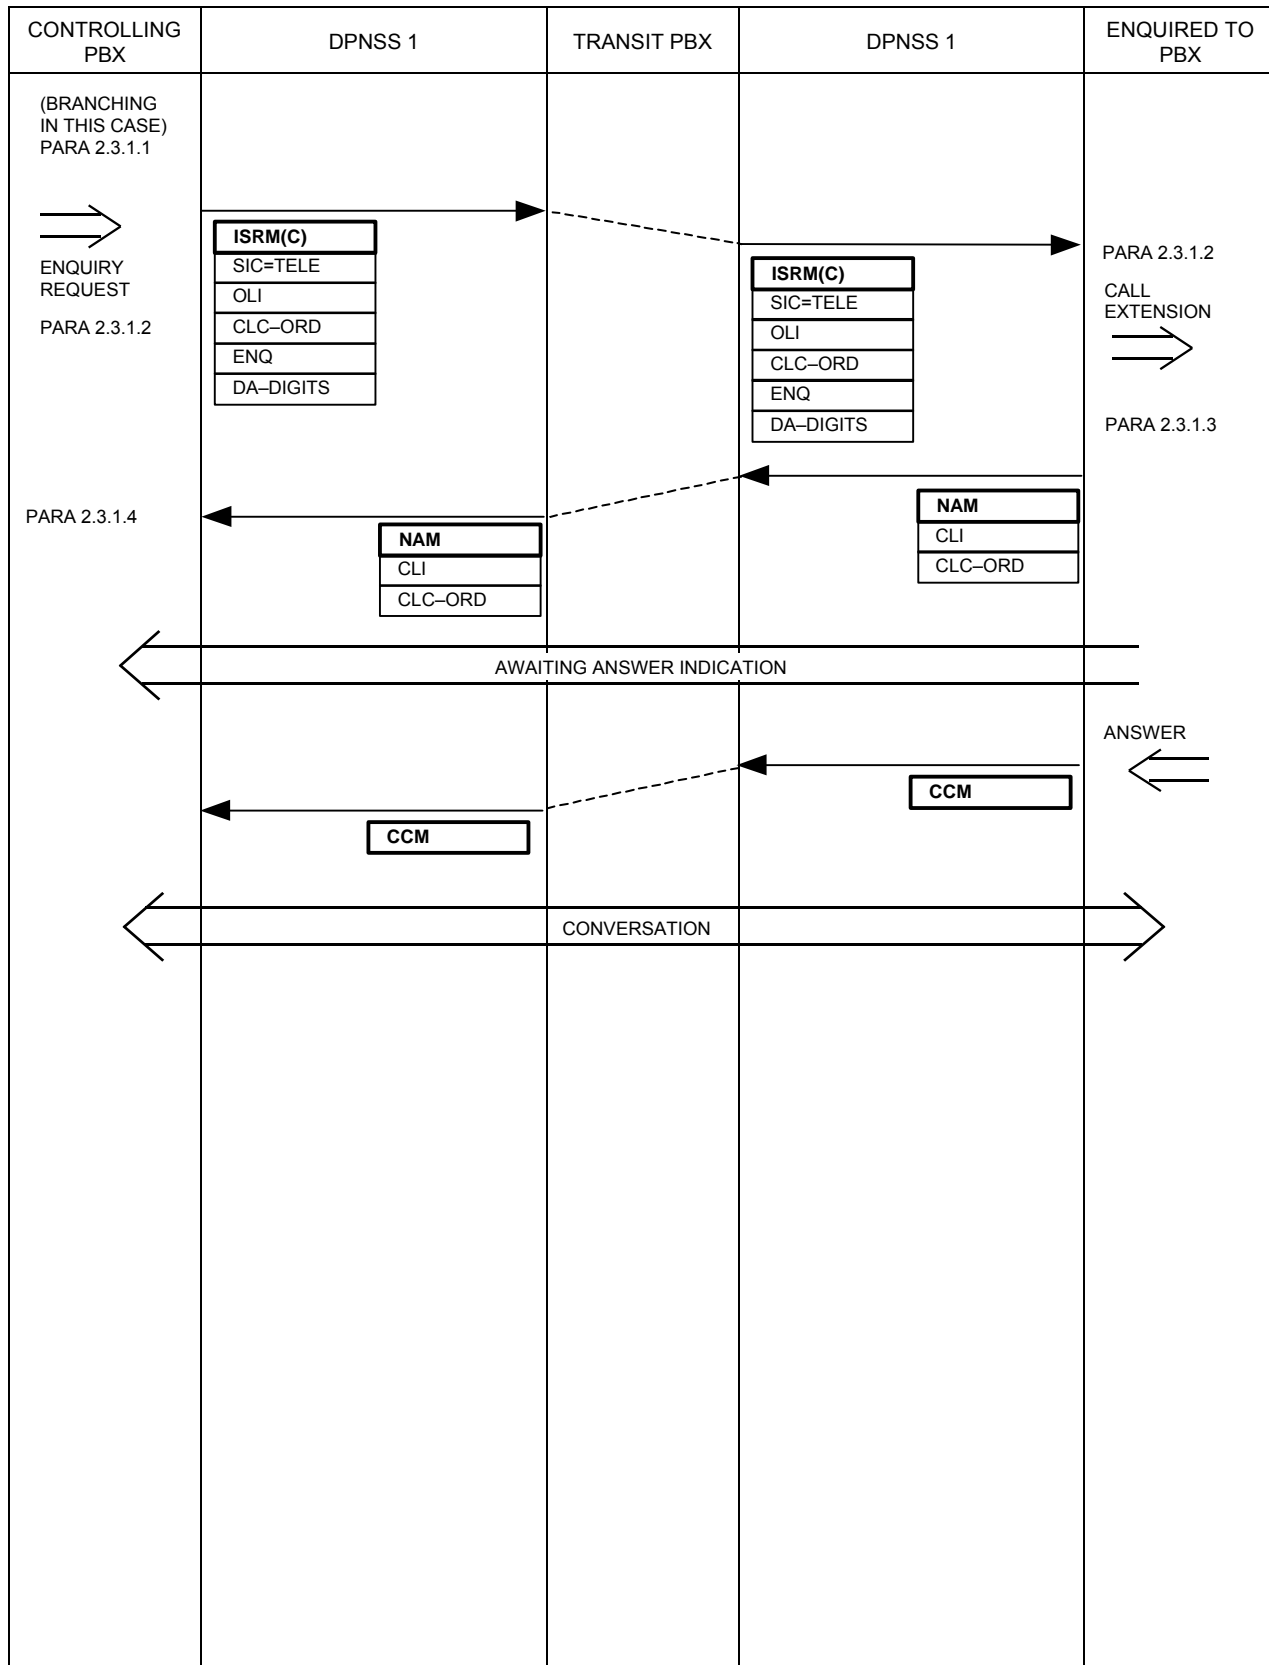 CONTROLLING
PBX
DPNSS 1
TRANSIT PBX
DPNSS 1
ENQUIRED TO
PBX
(BRANCHING
IN THIS CASE)
PARA 2.3.1.1
ENQUIRY
REQUEST
PARA 2.3.1.2
ISRM(C)
SIC=TELE
OLI
CLC–ORD
ENQ
DA–DIGITS
ISRM(C)
SIC=TELE
OLI
CLC–ORD
ENQ
DA–DIGITS
PARA 2.3.1.2
CALL
EXTENSION
PARA 2.3.1.3
PARA 2.3.1.4
NAM
CLI
CLC–ORD
NAM
CLI
CLC–ORD
AWAITING ANSWER INDICATION
ANSWER
CCM
CCM
CONVERSATION